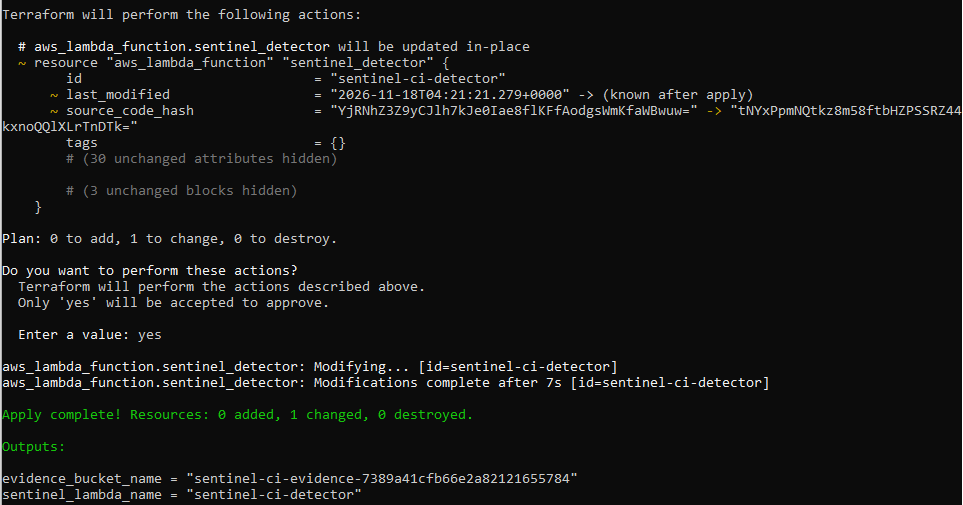 Terraform will perform the following actions:
# aws_lambda_function.sentinel_detector will be updated in-place
~ resource "aws_lambda_function" "sentinel_detector" {
id = "sentinel-ci-detector"
~ last_modified = "2026-11-18T04:21:21.279+0000" -> (known after apply)
~ source_code_hash = "YjRNhZ3Z9yCJlh7kJe0Iae8flKFfAodgsWmKfaWBwuw=" -> "tNYxPpmNQtkz8m58ftbHZPSSRZ44
kxnoQQlXLrTnDTk="
tags = {}
# (30 unchanged attributes hidden)
# (3 unchanged blocks hidden)
}
Plan: 0 to add, 1 to change, 0 to destroy.
Do you want to perform these actions?
Terraform will perform the actions described above.
Only 'yes' will be accepted to approve.
Enter a value: yes
aws_lambda_function.sentinel_detector: Modifying... [id=sentinel-ci-detector]
aws_lambda_function.sentinel_detector: Modifications complete after 7s [id=sentinel-ci-detector]
Apply complete! Resources: 0 added, 1 changed, 0 destroyed.
Outputs:
evidence_bucket_name = "sentinel-ci-evidence-7389a41cfb66e2a82121655784"
sentinel_lambda_name = "sentinel-ci-detector"